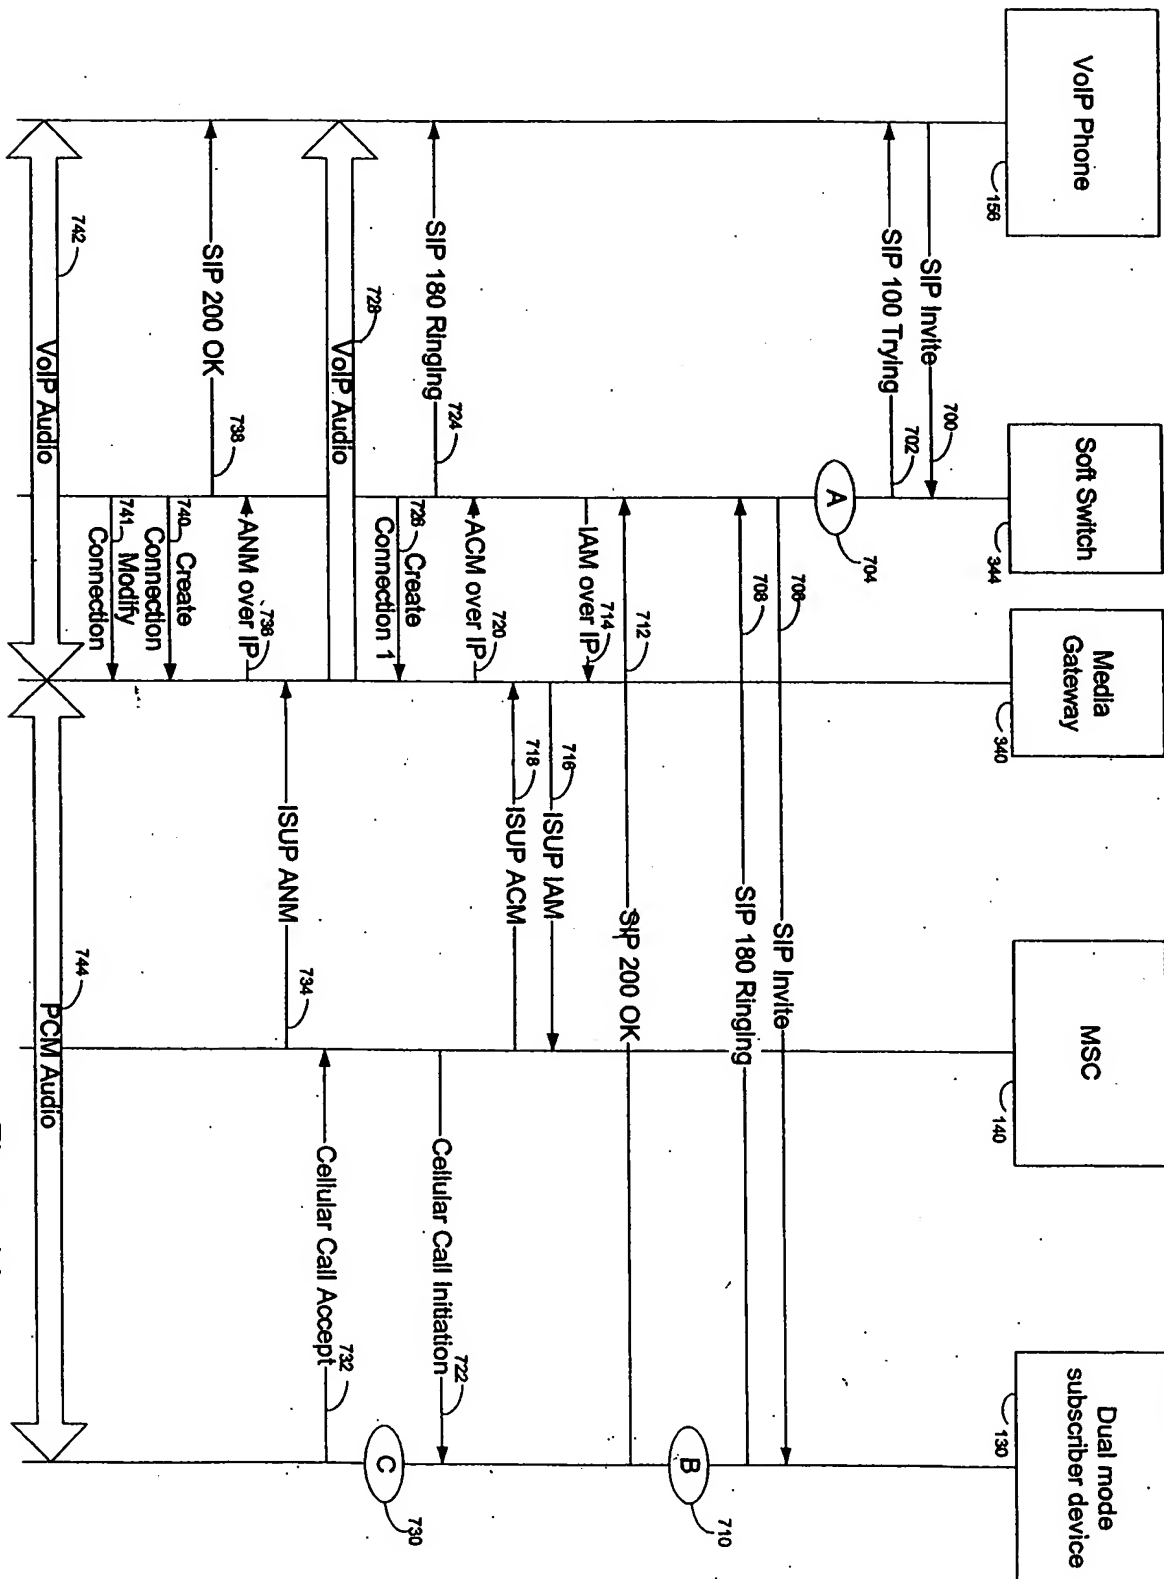 VoIP Phone
156
Soft Switch
344
Media
Gateway
340
MSC
140
Dual mode
subscriber device
130
SIP Invite
700
SIP 100 Trying
702
A
704
SIP Invite
706
SIP 180 Ringing
708
B
710
SIP 200 OK
712
IAM over IP
714
ISUP IAM
716
ISUP ACM
718
ACM over IP
720
Cellular Call Initiation
722
SIP 180 Ringing
724
726
Create
Connection 1
C
730
VoIP Audio
728
Cellular Call Accept
732
ISUP ANM
734
ANM over IP
736
SIP 200 OK
738
740
Create
Connection
741
Modify
Connection
VoIP Audio
742
PCM Audio
744